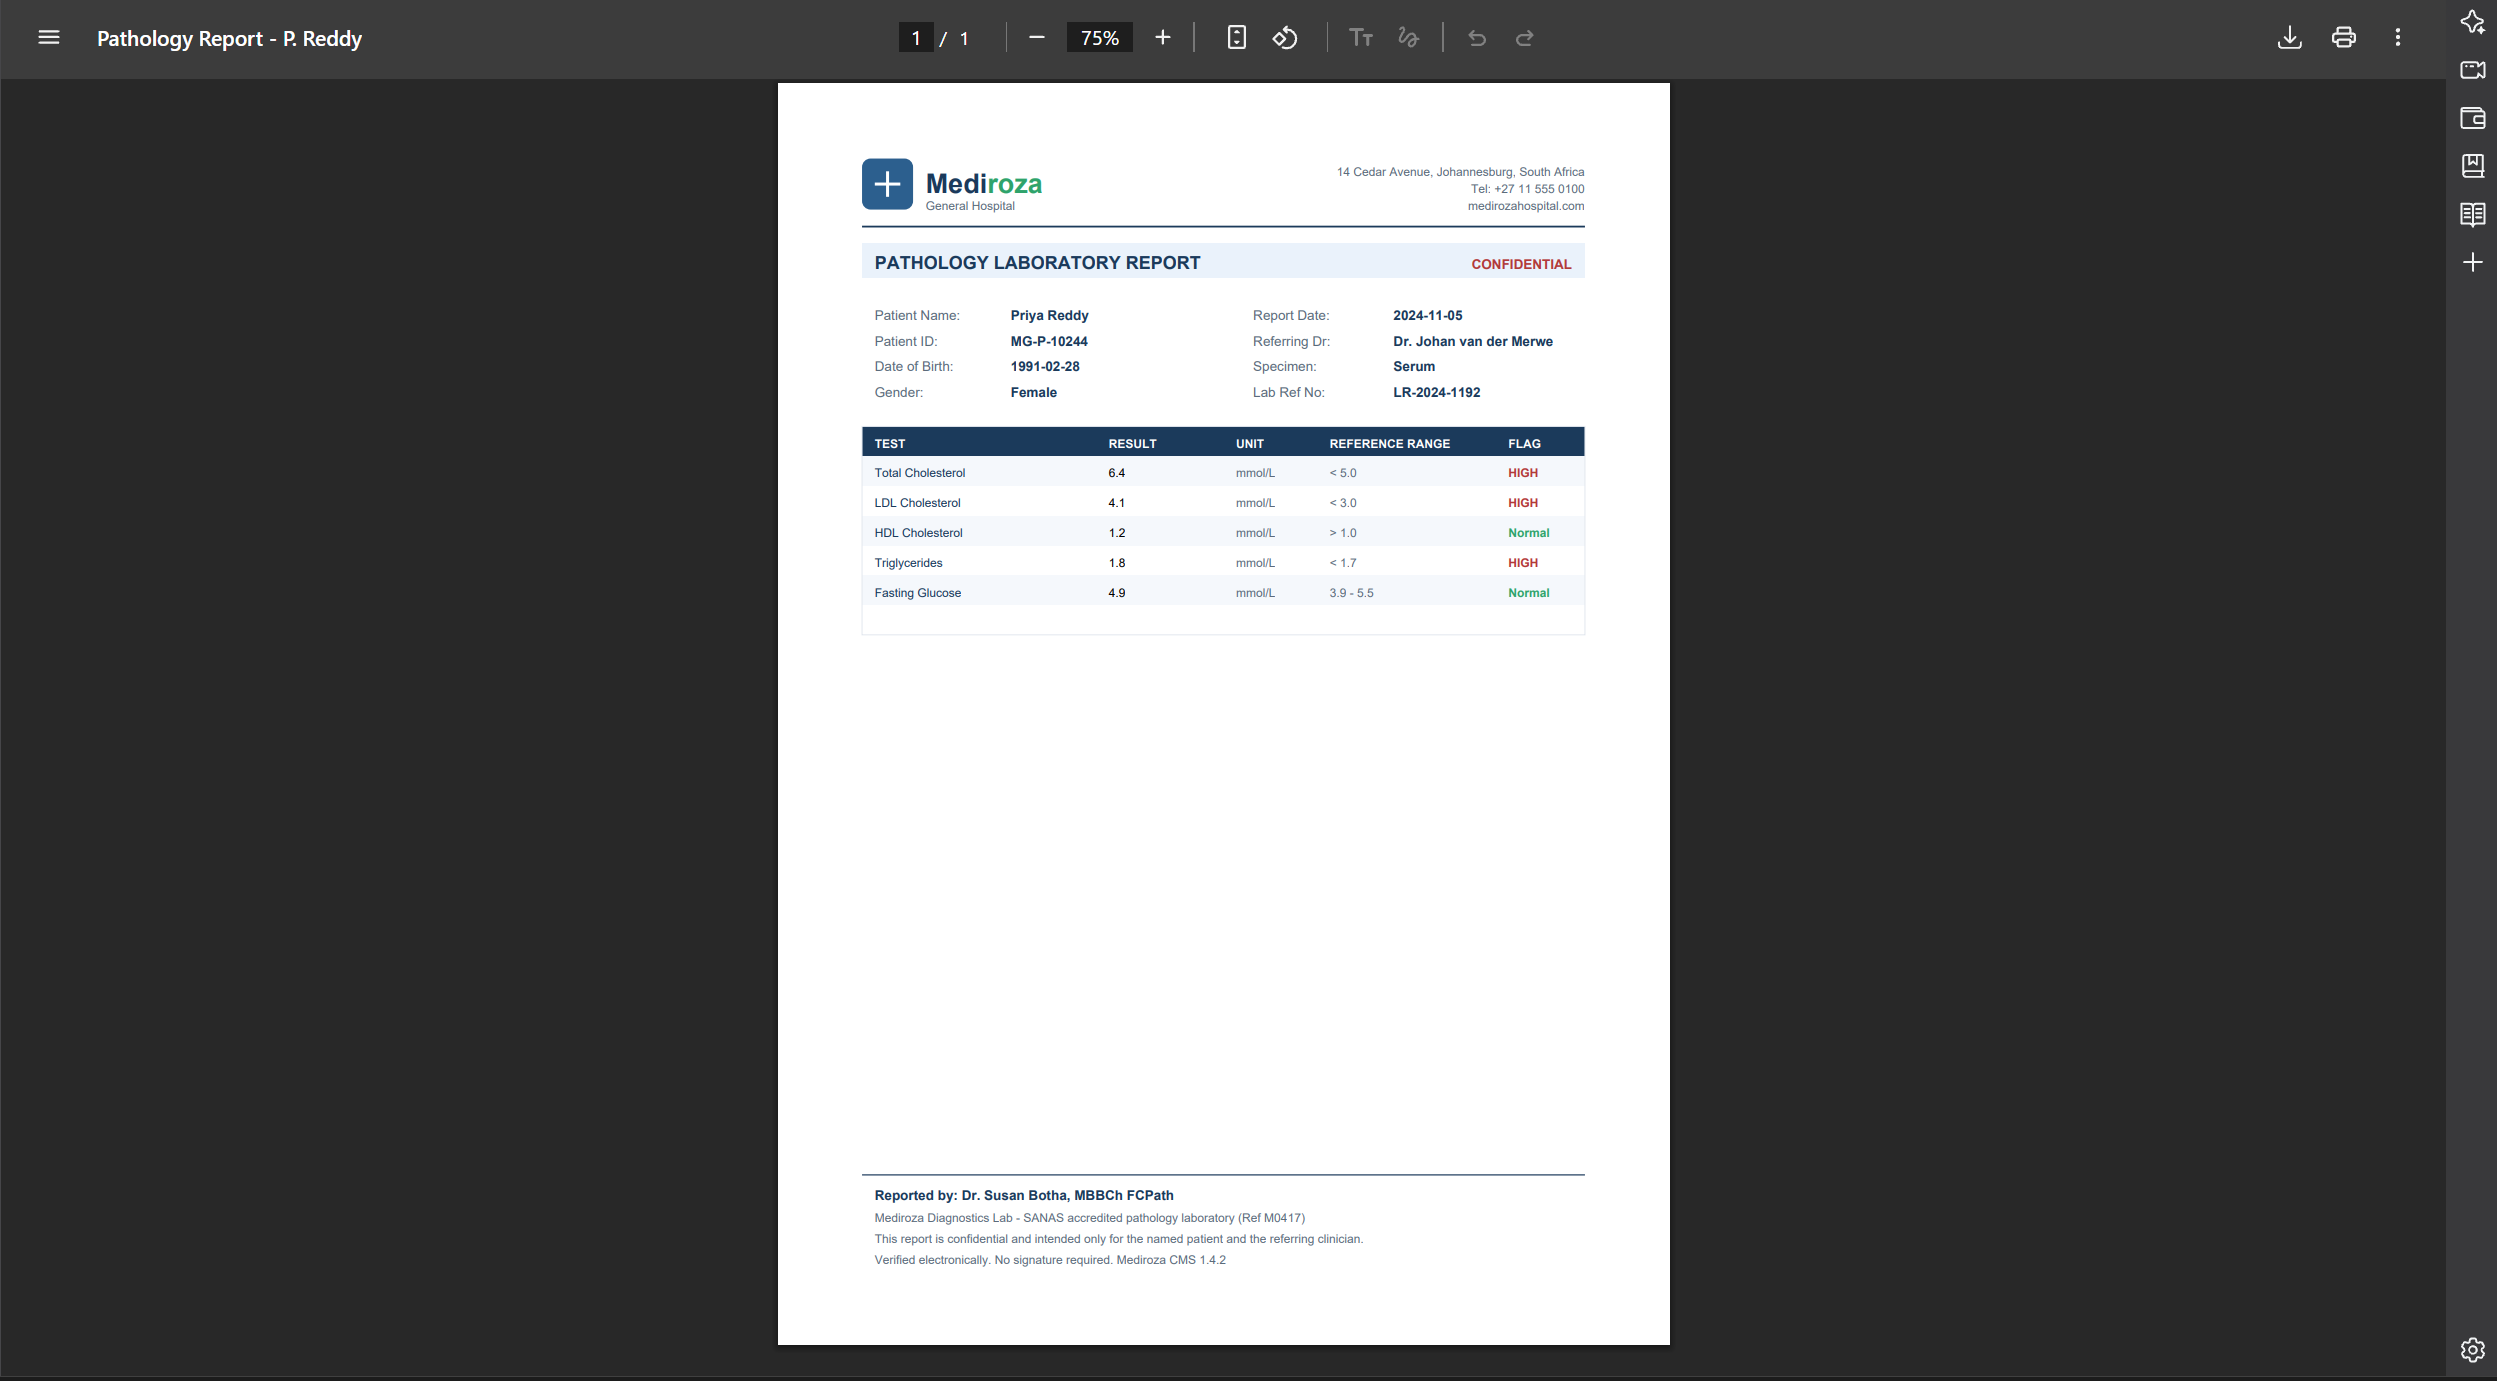 Pathology Report - P. Reddy
1 / 1
75%
Mediroza
General Hospital
14 Cedar Avenue, Johannesburg, South Africa
Tel: +27 11 555 0100
medirozahospital.com
PATHOLOGY LABORATORY REPORT CONFIDENTIAL
Patient Name: Priya Reddy Report Date: 2024-11-05
Patient ID: MG-P-10244 Referring Dr: Dr. Johan van der Merwe
Date of Birth: 1991-02-28 Specimen: Serum
Gender: Female Lab Ref No: LR-2024-1192
TEST RESULT UNIT REFERENCE RANGE FLAG
Total Cholesterol 6.4 mmol/L < 5.0 HIGH
LDL Cholesterol 4.1 mmol/L < 3.0 HIGH
HDL Cholesterol 1.2 mmol/L > 1.0 Normal
Triglycerides 1.8 mmol/L < 1.7 HIGH
Fasting Glucose 4.9 mmol/L 3.9 - 5.5 Normal
Reported by: Dr. Susan Botha, MBBCh FCPath
Mediroza Diagnostics Lab - SANAS accredited pathology laboratory (Ref M0417)
This report is confidential and intended only for the named patient and the referring clinician.
Verified electronically. No signature required. Mediroza CMS 1.4.2